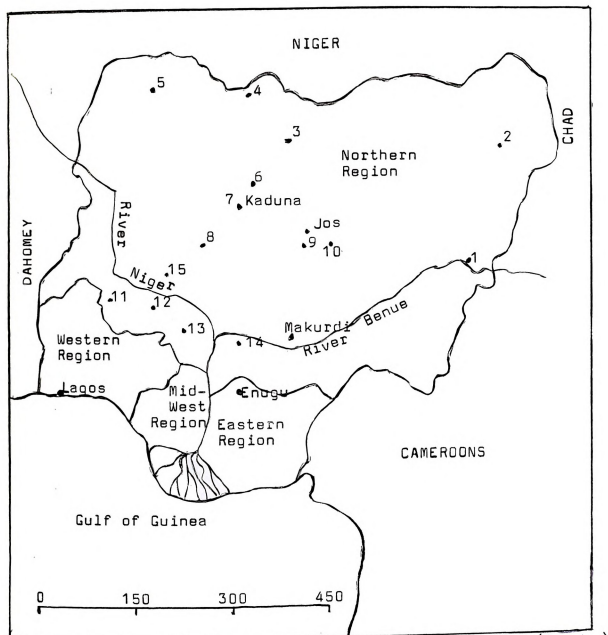 NIGER
5
4
CHAD
3
2
Northern
Region
6
7 Kaduna
DAHOMEY
River
Jos
8
9
10
1
15
Niger
11
12
13
14
Makurdi
River Benue
Western
Region
Lagos
Mid-
West
Region
Enugu
Eastern
Region
CAMEROONS
Gulf of Guinea
0 150 300 450